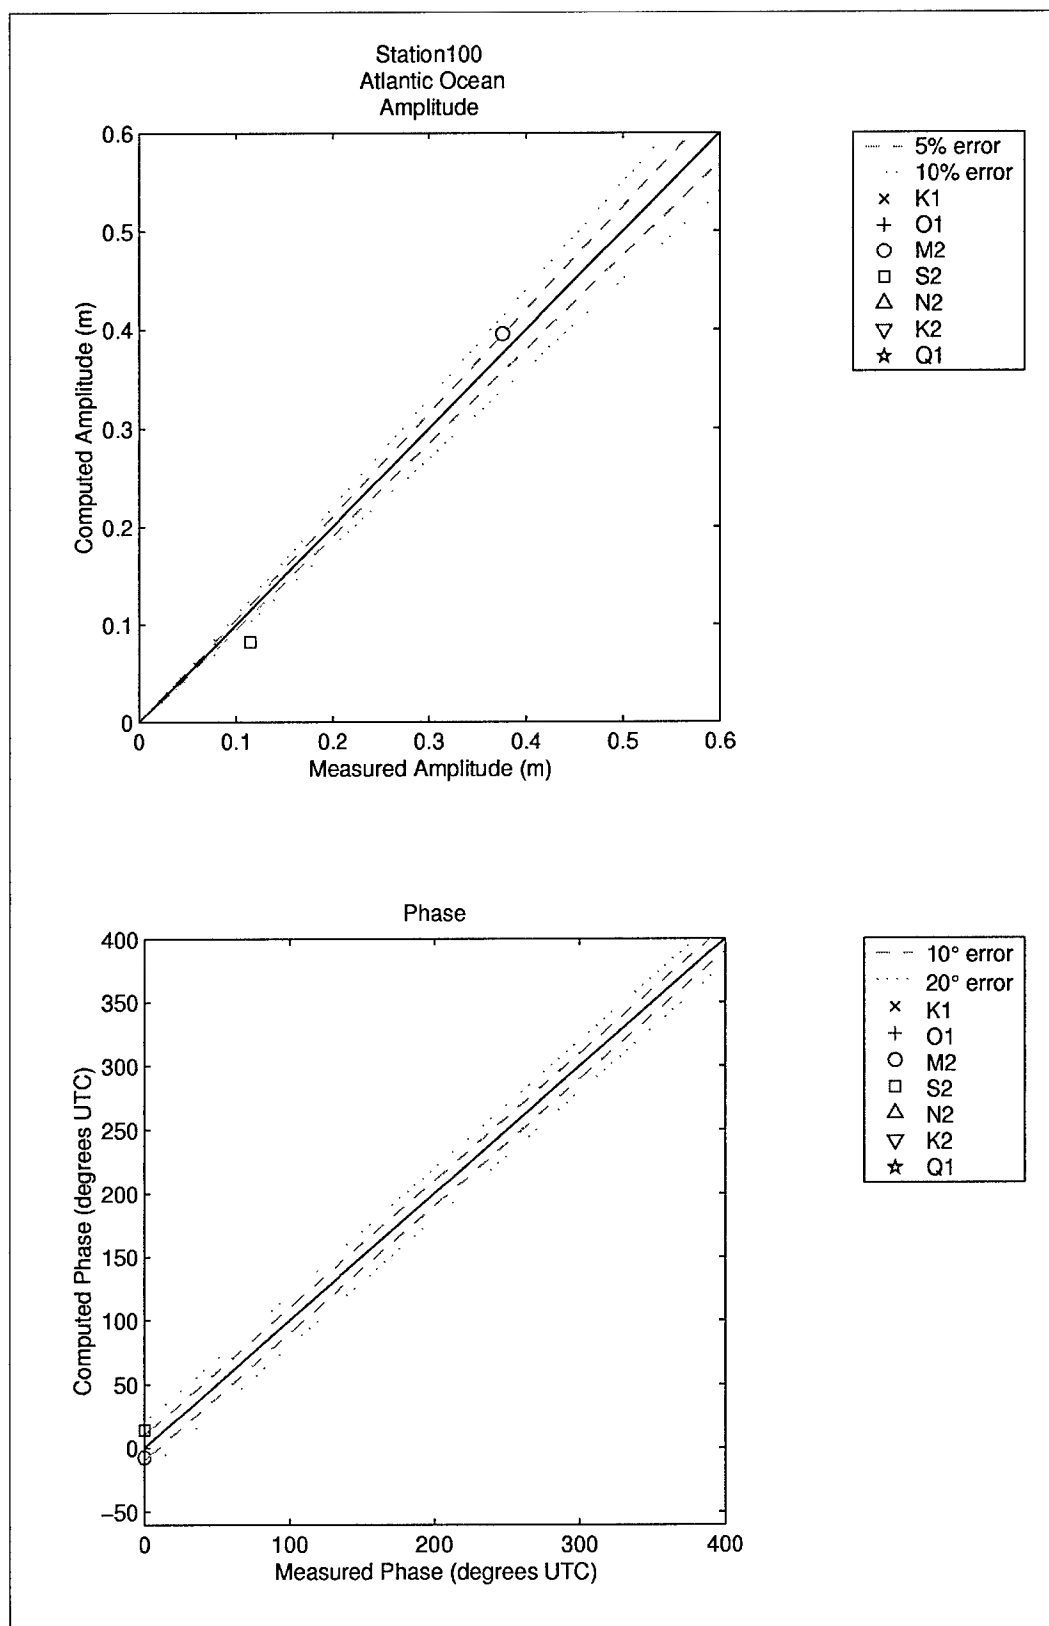 Station100
Atlantic Ocean
Amplitude
0.6
0.5
0.4
0.3
0.2
0.1
0
Computed Amplitude (m)
0 0.1 0.2 0.3 0.4 0.5 0.6
Measured Amplitude (m)
5% error
10% error
K1
O1
M2
S2
N2
K2
Q1
Phase
400
350
300
250
200
150
100
50
0
−50
Computed Phase (degrees UTC)
0 100 200 300 400
Measured Phase (degrees UTC)
10° error
20° error
K1
O1
M2
S2
N2
K2
Q1